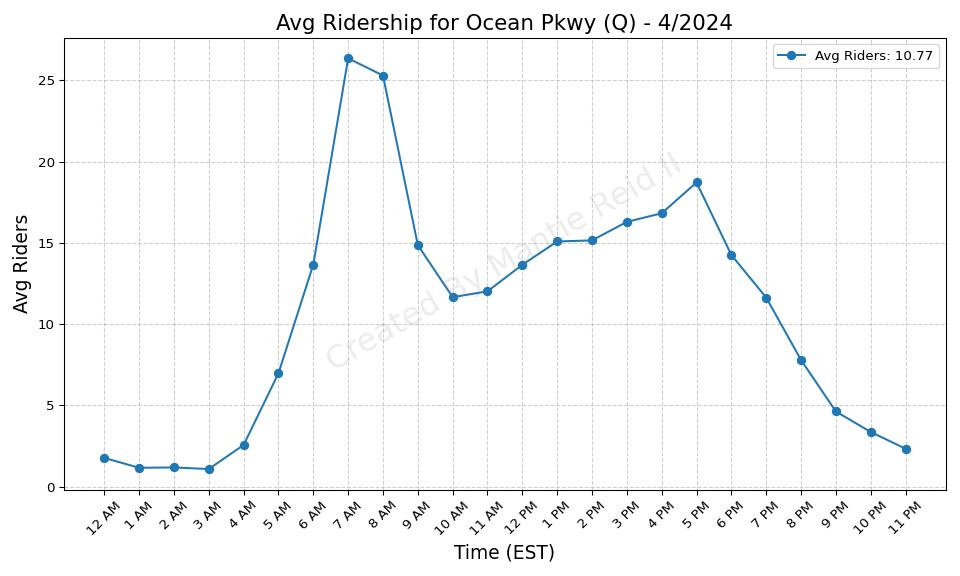 Avg Ridership for Ocean Pkwy (Q) - 4/2024
Avg Riders: 10.77
25
20
15
10
5
0
Avg Riders
Created By Mantie Reid II
12 AM
1 AM
2 AM
3 AM
4 AM
5 AM
6 AM
7 AM
8 AM
9 AM
10 AM
11 AM
12 PM
1 PM
2 PM
3 PM
4 PM
5 PM
6 PM
7 PM
8 PM
9 PM
10 PM
11 PM
Time (EST)